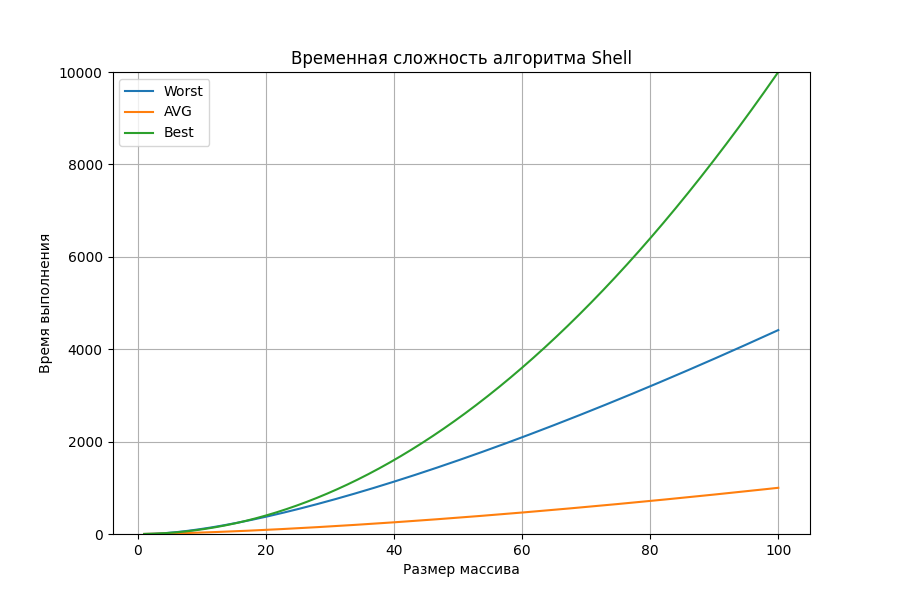 Временная сложность алгоритма Shell
Worst
AVG
Best
10000
8000
6000
4000
2000
0
Время выполнения
0 20 40 60 80 100
Размер массива